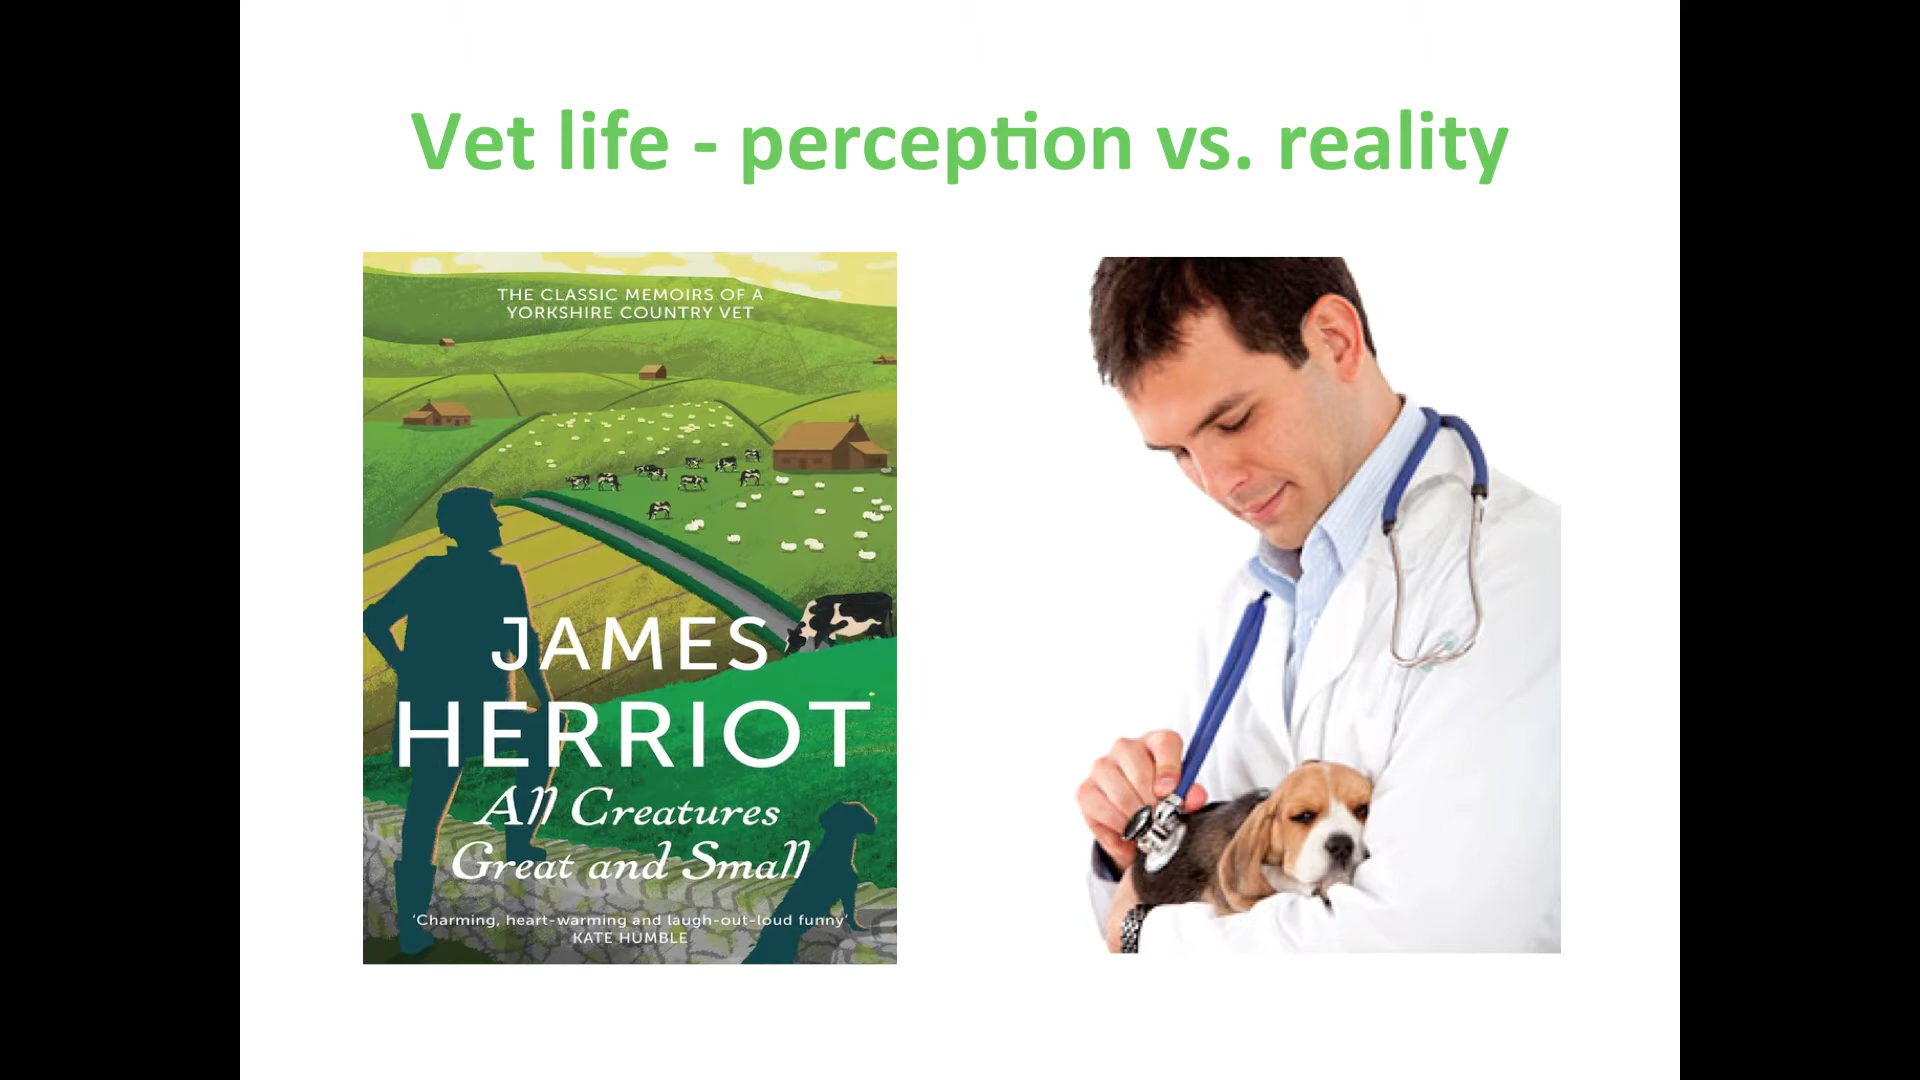 Vet life - perception vs. reality
THE CLASSIC MEMOIRS OF A
YORKSHIRE COUNTRY VET
JAMES
HERRIOT
All Creatures
Great and Small
‘Charming, heart-warming and laugh-out-loud funny’
KATE HUMBLE